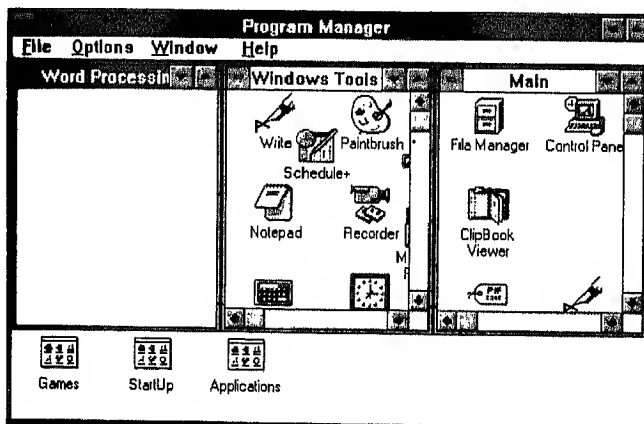 Program Manager
File Options Window Help
Word Processin
Windows Tools
Main
Write
Paintbrush
Schedule+
File Manager
Control Pane
Notepad
Recorder
ClipBook
Viewer
M
Games
StartUp
Applications